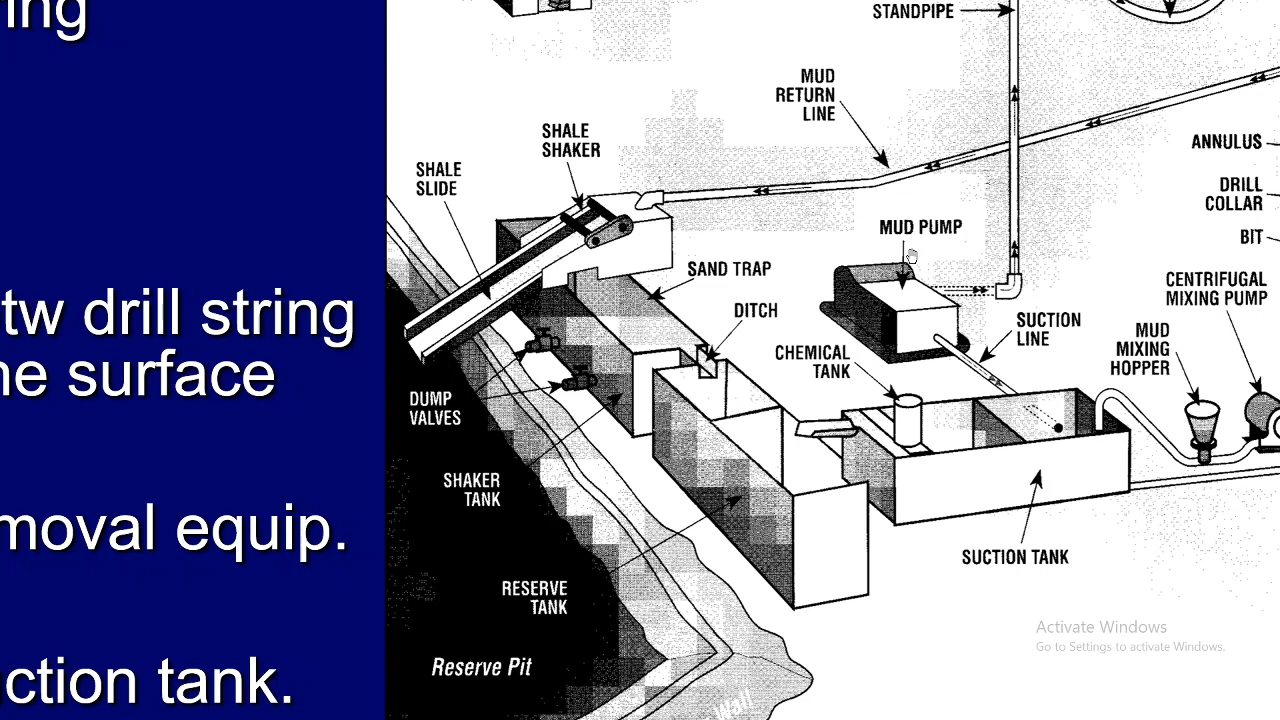 ring
tw drill string
ne surface
moval equip.
ction tank.
STANDPIPE
MUD
RETURN
LINE
SHALE
SHAKER
SHALE
SLIDE
ANNULUS
DRILL
COLLAR
BIT
MUD PUMP
SAND TRAP
DITCH
CENTRIFUGAL
MIXING PUMP
SUCTION
LINE
MUD
MIXING
HOPPER
CHEMICAL
TANK
DUMP
VALVES
SHAKER
TANK
SUCTION TANK
RESERVE
TANK
Reserve Pit
Wall
Activate Windows
Go to Settings to activate Windows.